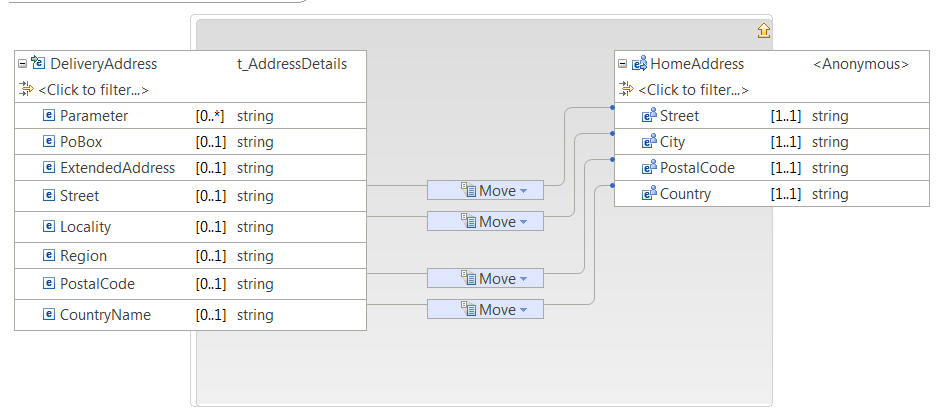 DeliveryAddress t_AddressDetails
<Click to filter...>
Parameter [0..*] string
PoBox [0..1] string
ExtendedAddress [0..1] string
Street [0..1] string
Locality [0..1] string
Region [0..1] string
PostalCode [0..1] string
CountryName [0..1] string
Move
Move
Move
Move
HomeAddress <Anonymous>
<Click to filter...>
Street [1..1] string
City [1..1] string
PostalCode [1..1] string
Country [1..1] string